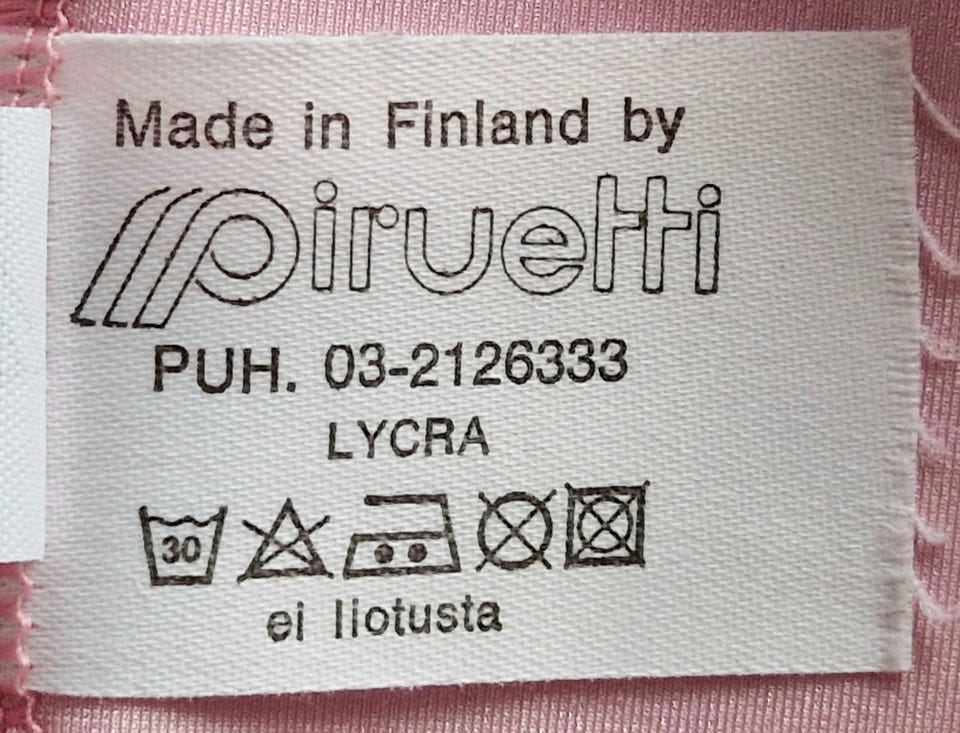 Made in Finland by
piruetti
PUH. 03-2126333
LYCRA
30
ei liotusta